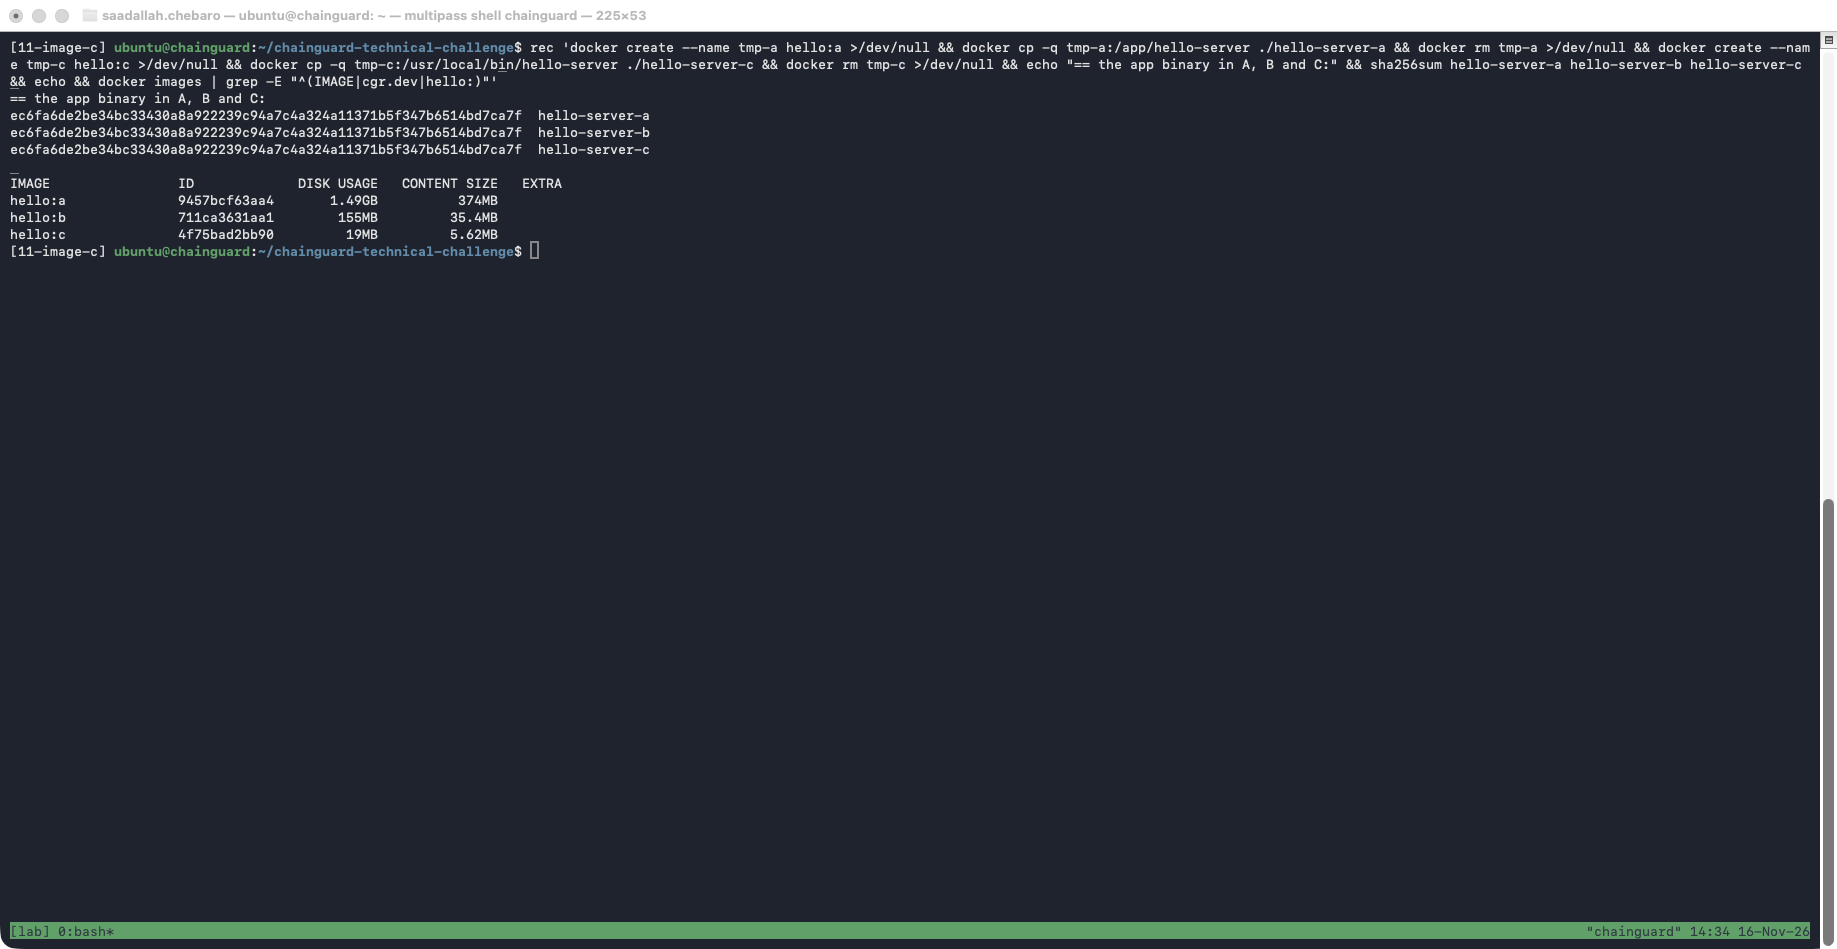 saadallah.chebaro — ubuntu@chainguard: ~ — multipass shell chainguard — 225×53
[11-image-c] ubuntu@chainguard:~/chainguard-technical-challenge$ rec 'docker create --name tmp-a hello:a >/dev/null && docker cp -q tmp-a:/app/hello-server ./hello-server-a && docker rm tmp-a >/dev/null && docker create --nam
e tmp-c hello:c >/dev/null && docker cp -q tmp-c:/usr/local/bin/hello-server ./hello-server-c && docker rm tmp-c >/dev/null && echo "== the app binary in A, B and C:" && sha256sum hello-server-a hello-server-b hello-server-c
&& echo && docker images | grep -E "^(IMAGE|cgr.dev|hello:)"'
== the app binary in A, B and C:
ec6fa6de2be34bc33430a8a922239c94a7c4a324a11371b5f347b6514bd7ca7f  hello-server-a
ec6fa6de2be34bc33430a8a922239c94a7c4a324a11371b5f347b6514bd7ca7f  hello-server-b
ec6fa6de2be34bc33430a8a922239c94a7c4a324a11371b5f347b6514bd7ca7f  hello-server-c
IMAGE                ID             DISK USAGE   CONTENT SIZE   EXTRA
hello:a              9457bcf63aa4       1.49GB          374MB
hello:b              711ca3631aa1        155MB         35.4MB
hello:c              4f75bad2bb90         19MB         5.62MB
[11-image-c] ubuntu@chainguard:~/chainguard-technical-challenge$
[lab] 0:bash* "chainguard" 14:34 16-Nov-26